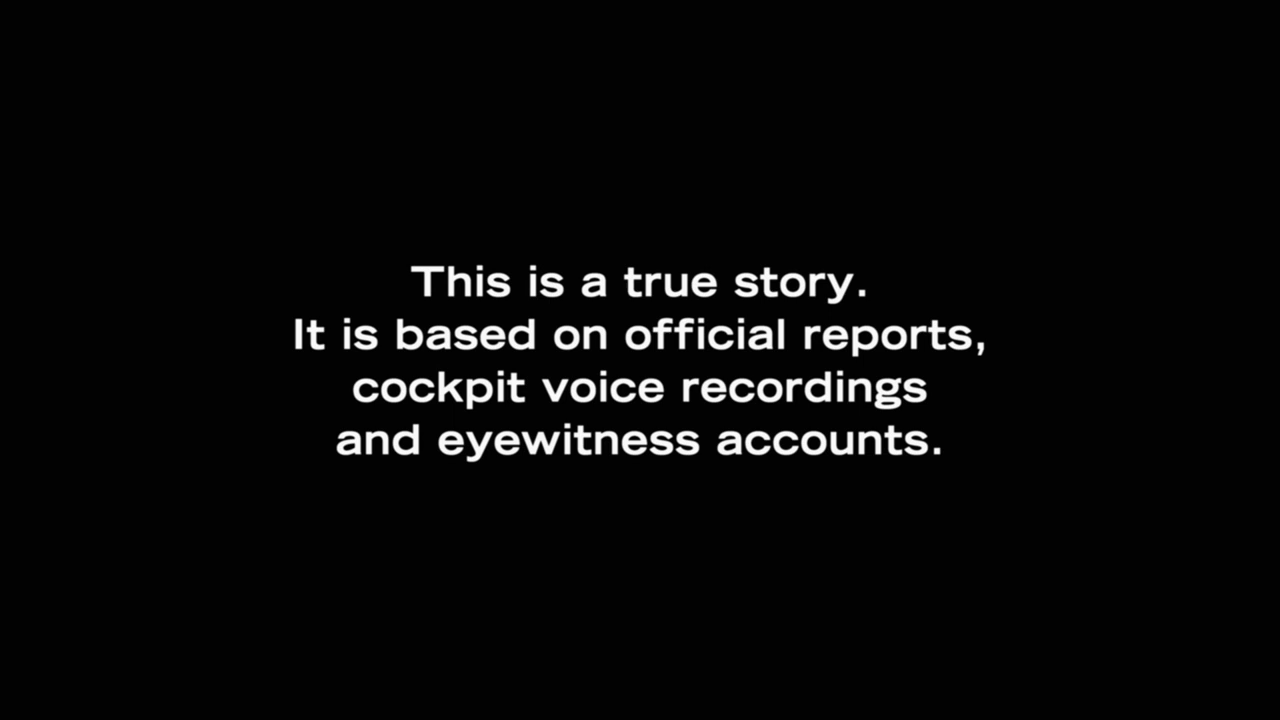 This is a true story.
It is based on official reports,
cockpit voice recordings
and eyewitness accounts.